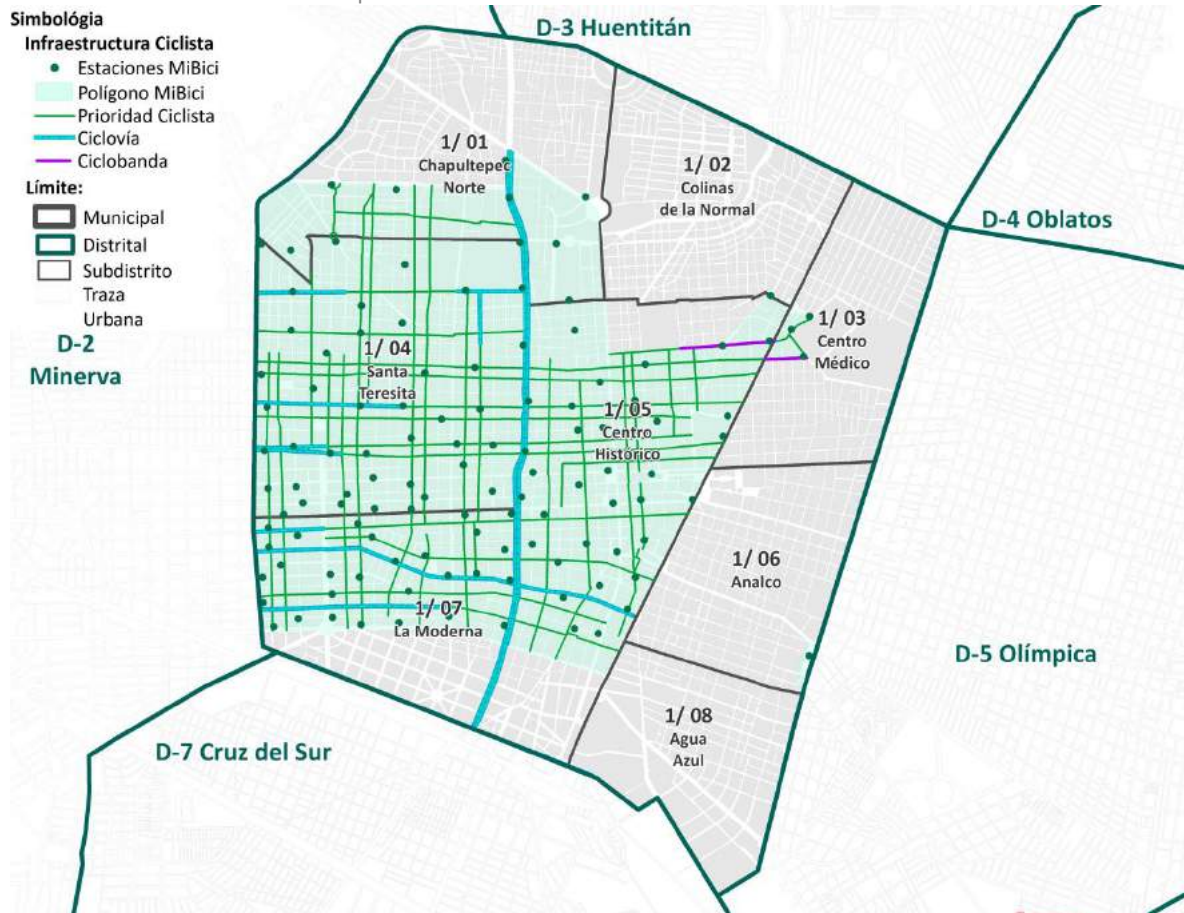 Simbológia
Infraestructura Ciclista
Estaciones MiBici
Polígono MiBici
Prioridad Ciclista
Ciclovía
Ciclobanda
Límite:
Municipal
Distrital
Subdistrito
Traza
Urbana
D-3 Huentitán
1/ 01
Chapultepec
Norte
1/ 02
Colinas
de la Normal
D-4 Oblatos
D-2
Minerva
1/ 03
Centro
Médico
1/ 04
Santa
Teresita
1/ 05
Centro
Histórico
1/ 06
Analco
1/ 07
La Moderna
D-5 Olímpica
1/ 08
Agua
Azul
D-7 Cruz del Sur